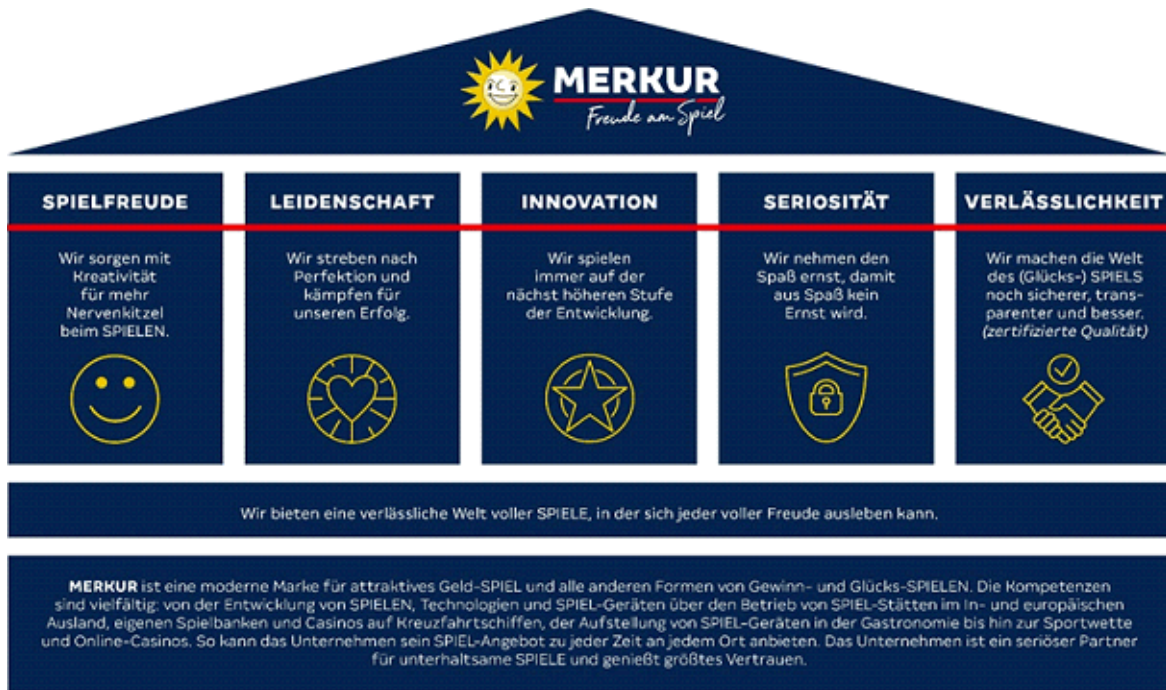 MERKUR
Freude am Spiel
SPIELFREUDE
Wir sorgen mit
Kreativität
für mehr
Nervenkitzel
beim SPIELEN.
LEIDENSCHAFT
Wir streben nach
Perfektion und
kämpfen für
unseren Erfolg.
INNOVATION
Wir spielen
immer auf der
nächst höheren Stufe
der Entwicklung.
SERIOSITÄT
Wir nehmen den
Spaß ernst, damit
aus Spaß kein
Ernst wird.
VERLÄSSLICHKEIT
Wir machen die Welt
des (Glücks-) SPIELS
noch sicherer, trans-
parenter und besser.
(zertifizierte Qualität)
Wir bieten eine verlässliche Welt voller SPIELE, in der sich jeder voller Freude ausleben kann.
MERKUR ist eine moderne Marke für attraktives Geld-SPIEL und alle anderen Formen von Gewinn- und Glücks-SPIELEN. Die Kompetenzen
sind vielfältig: von der Entwicklung von SPIELEN, Technologien und SPIEL-Geräten über den Betrieb von SPIEL-Stätten im In- und europäischen
Ausland, eigenen Spielbanken und Casinos auf Kreuzfahrtschiffen, der Aufstellung von SPIEL-Geräten in der Gastronomie bis hin zur Sportwette
und Online-Casinos. So kann das Unternehmen sein SPIEL-Angebot zu jeder Zeit an jedem Ort anbieten. Das Unternehmen ist ein seriöser Partner
für unterhaltsame SPIELE und genießt größtes Vertrauen.